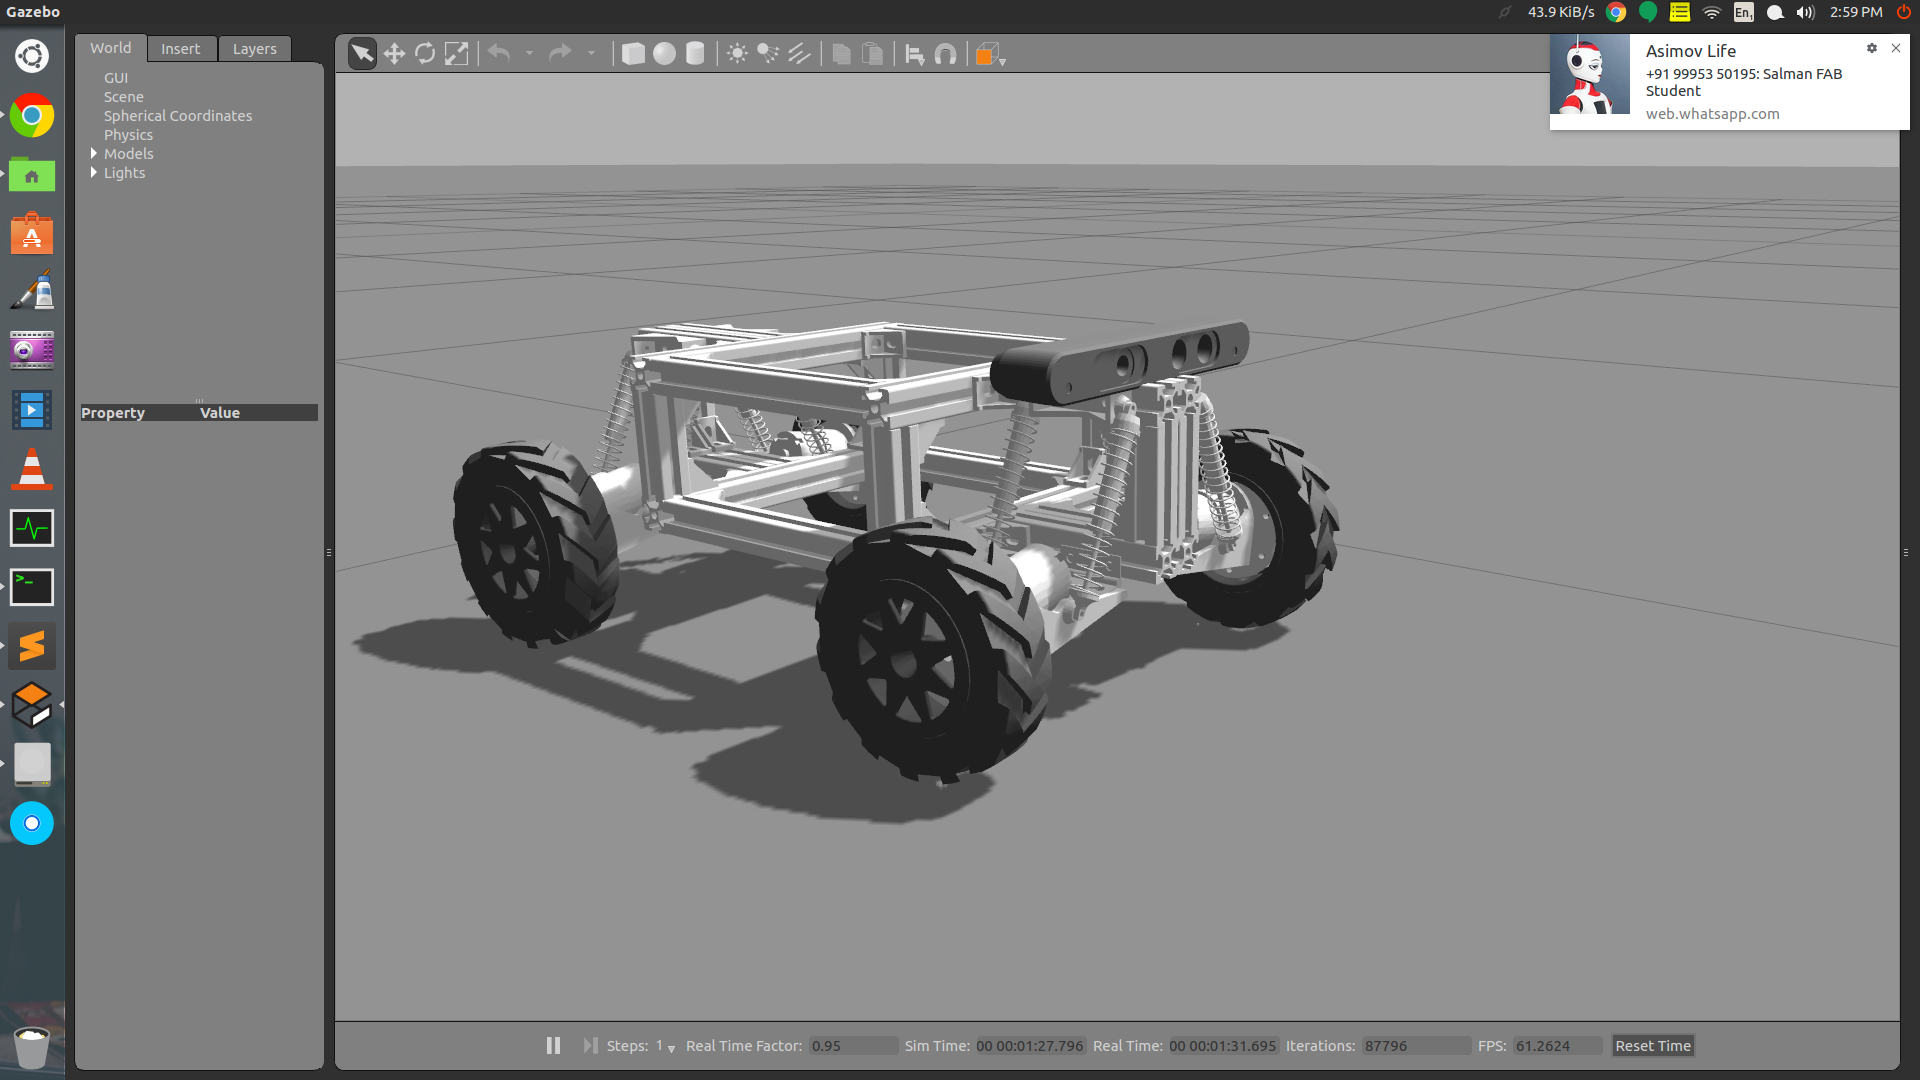 Gazebo
43.9 KiB/s
En1
2:59 PM
World
Insert
Layers
GUI
Scene
Spherical Coordinates
Physics
Models
Lights
Property
Value
Asimov Life
+91 99953 50195: Salman FAB
Student
web.whatsapp.com
Steps: 1
Real Time Factor: 0.95
Sim Time: 00 00:01:27.796
Real Time: 00 00:01:31.695
Iterations: 87796
FPS: 61.2624
Reset Time